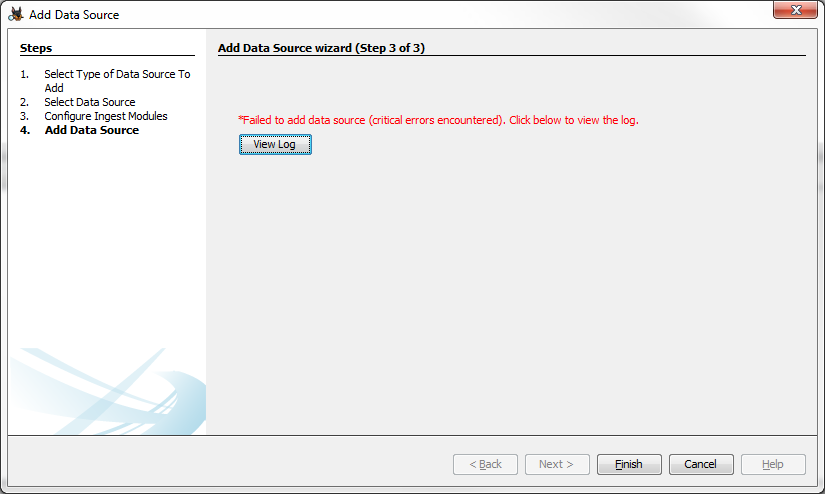 Add Data Source
Steps
1. Select Type of Data Source To
Add
2. Select Data Source
3. Configure Ingest Modules
4. Add Data Source
Add Data Source wizard (Step 3 of 3)
*Failed to add data source (critical errors encountered). Click below to view the log.
View Log
< Back Next > Finish Cancel Help